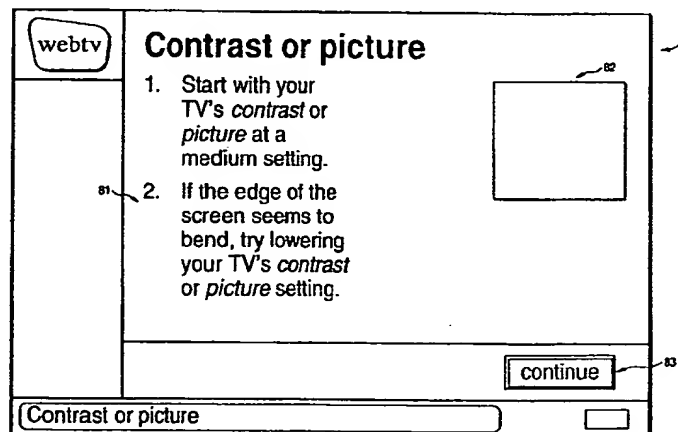 webtv
Contrast or picture
82
1. Start with your
TV's contrast or
picture at a
medium setting.
81
2. If the edge of the
screen seems to
bend, try lowering
your TV's contrast
or picture setting.
continue
83
Contrast or picture